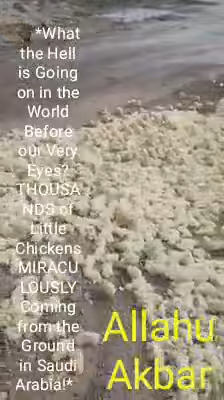 *What
the Hell
is Going
on in the
World
Before
our Very
Eyes?
THOUSA
NDS of
Little
Chickens
MIRACU
LOUSLY
Coming
from the
Ground
in Saudi
Arabia!*
Allahu
Akbar